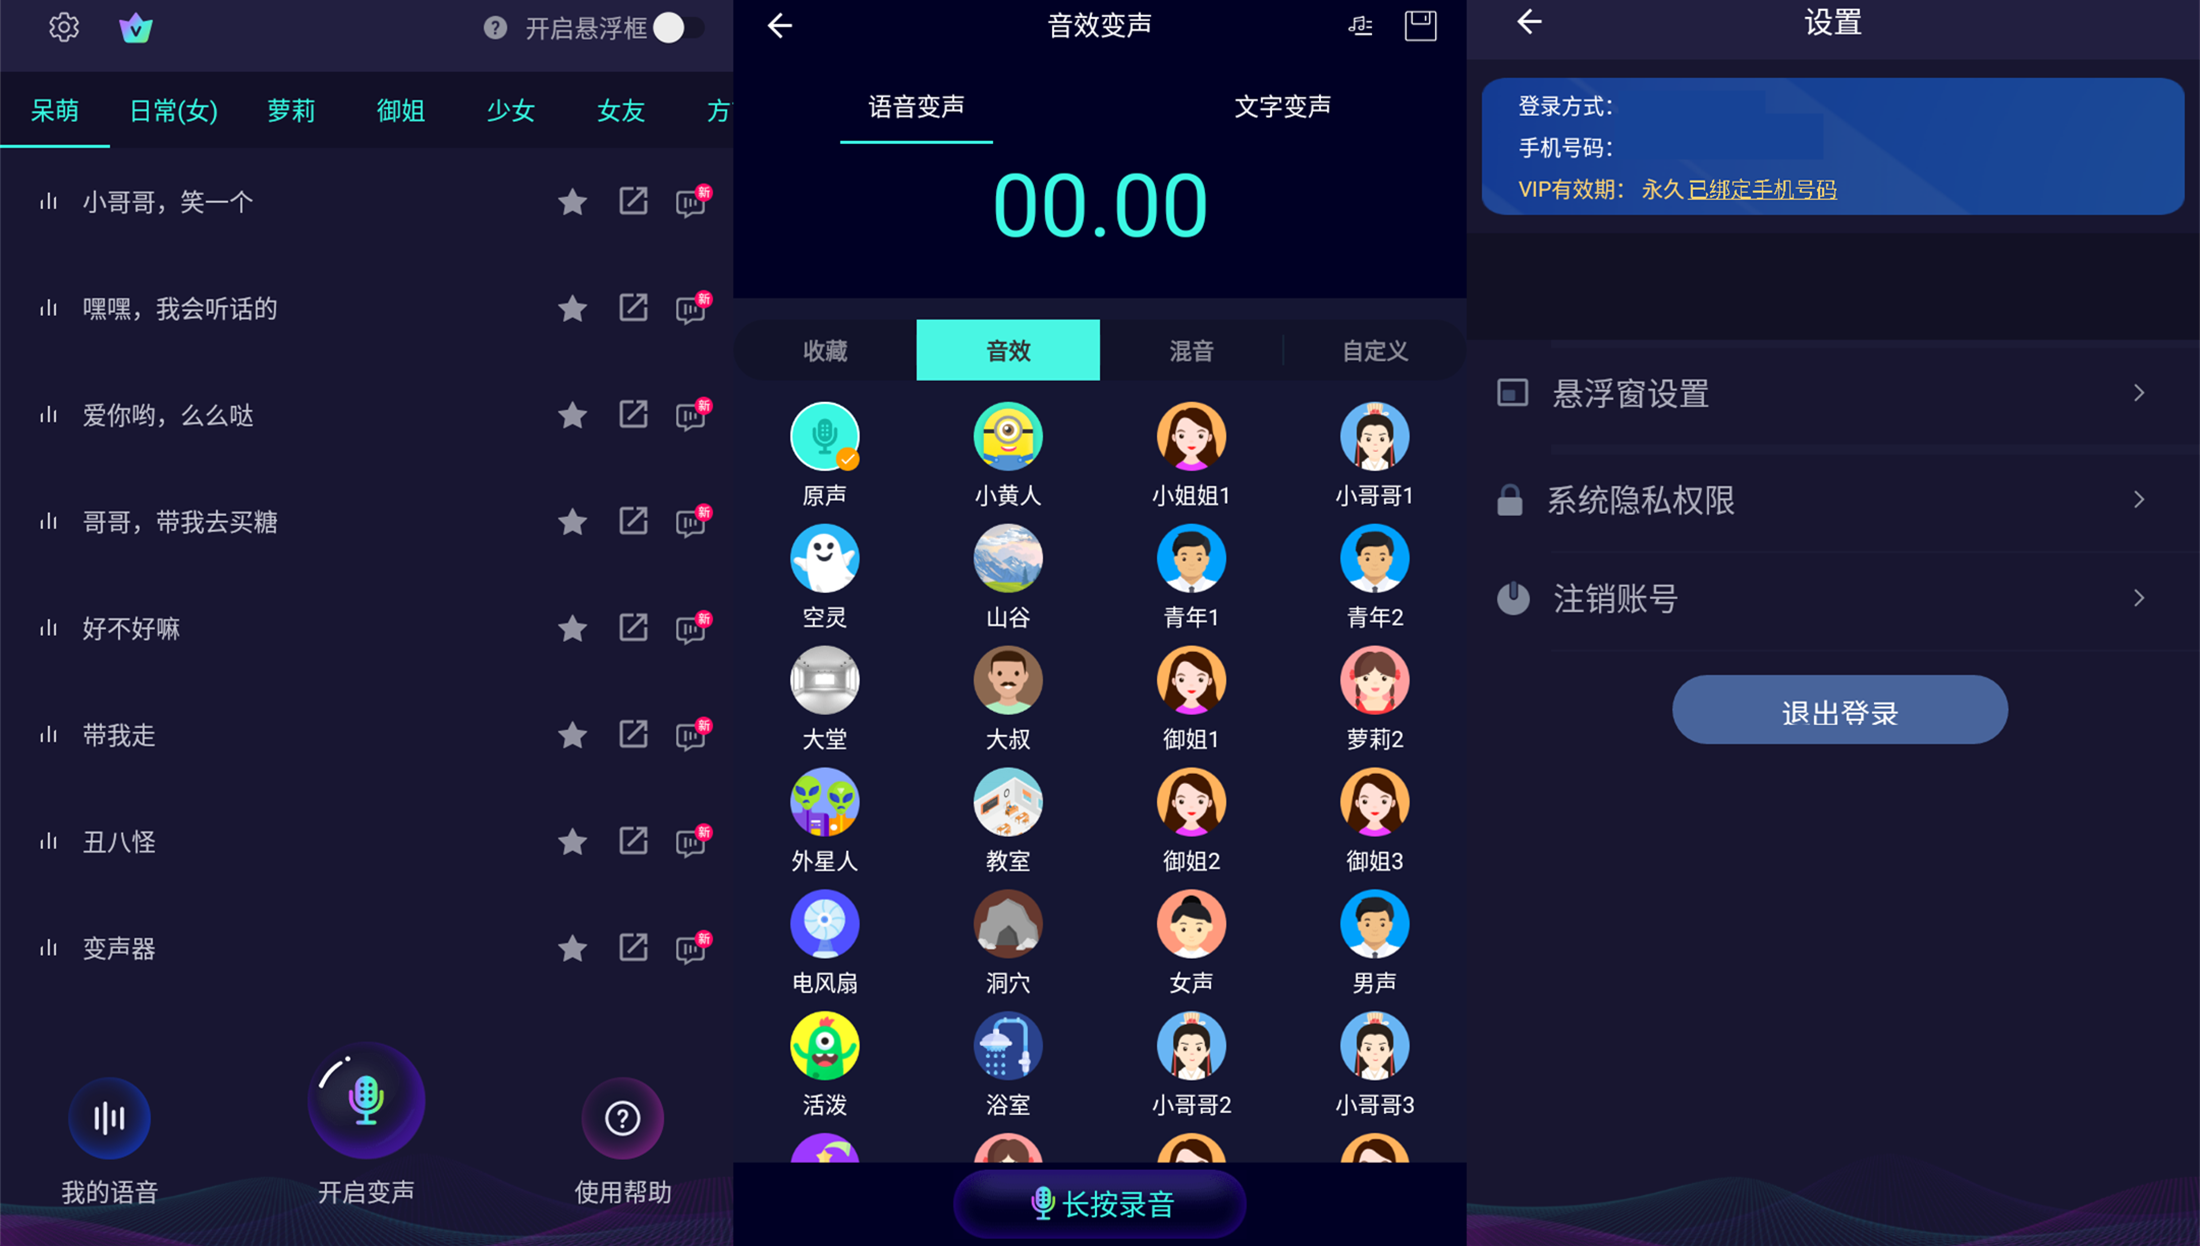 开启悬浮框
呆萌 日常(女) 萝莉 御姐 少女 女友 方
小哥哥，笑一个 新
嘿嘿，我会听话的 新
爱你哟，么么哒 新
哥哥，带我去买糖 新
好不好嘛 新
带我走 新
丑八怪 新
变声器 新
我的语音 开启变声 使用帮助
音效变声
语音变声 文字变声
00.00
收藏 音效 混音 自定义
原声 小黄人 小姐姐1 小哥哥1
空灵 山谷 青年1 青年2
大堂 大叔 御姐1 萝莉2
外星人 教室 御姐2 御姐3
电风扇 洞穴 女声 男声
活泼 浴室 小哥哥2 小哥哥3
长按录音
设置
登录方式：
手机号码：
VIP有效期： 永久 已绑定手机号码
悬浮窗设置
系统隐私权限
注销账号
退出登录